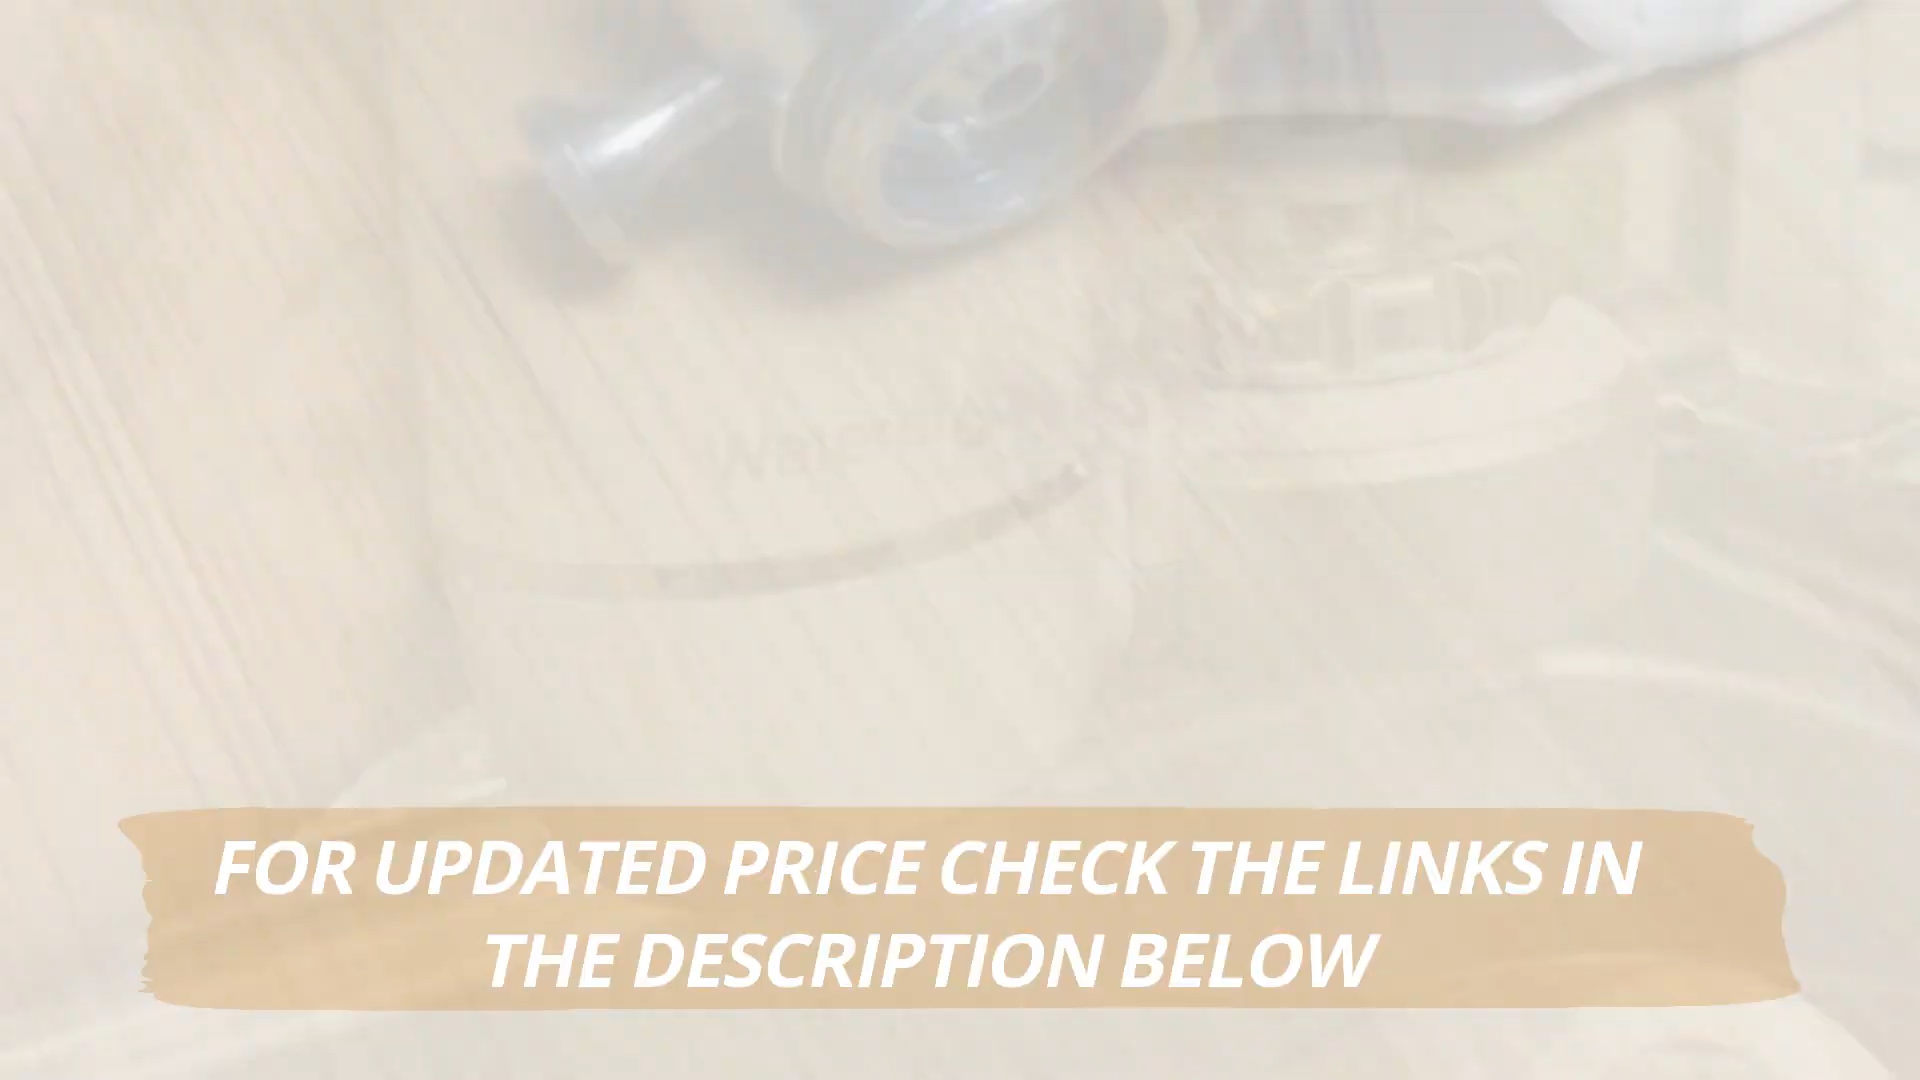 FOR UPDATED PRICE CHECK THE LINKS IN
THE DESCRIPTION BELOW